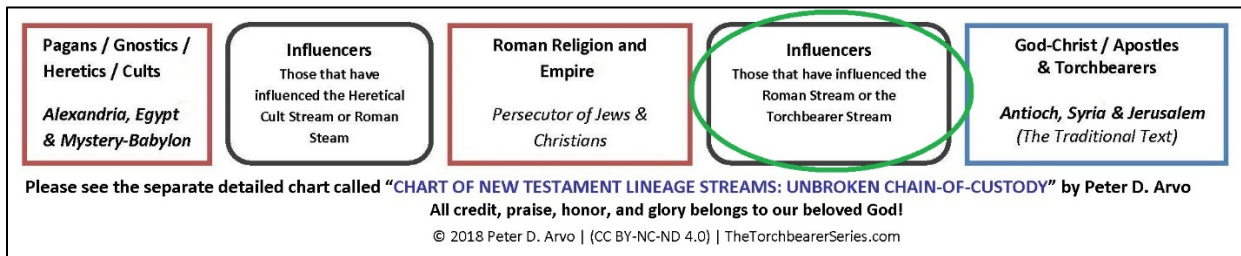 Pagans / Gnostics /
Heretics / Cults
Alexandria, Egypt
& Mystery-Babylon
Influencers
Those that have
influenced the Heretical
Cult Stream or Roman
Steam
Roman Religion and
Empire
Persecutor of Jews &
Christians
Influencers
Those that have influenced the
Roman Stream or the
Torchbearer Stream
God-Christ / Apostles
& Torchbearers
Antioch, Syria & Jerusalem
(The Traditional Text)
Please see the separate detailed chart called “CHART OF NEW TESTAMENT LINEAGE STREAMS: UNBROKEN CHAIN-OF-CUSTODY” by Peter D. Arvo
All credit, praise, honor, and glory belongs to our beloved God!
© 2018 Peter D. Arvo | (CC BY-NC-ND 4.0) | TheTorchbearerSeries.com